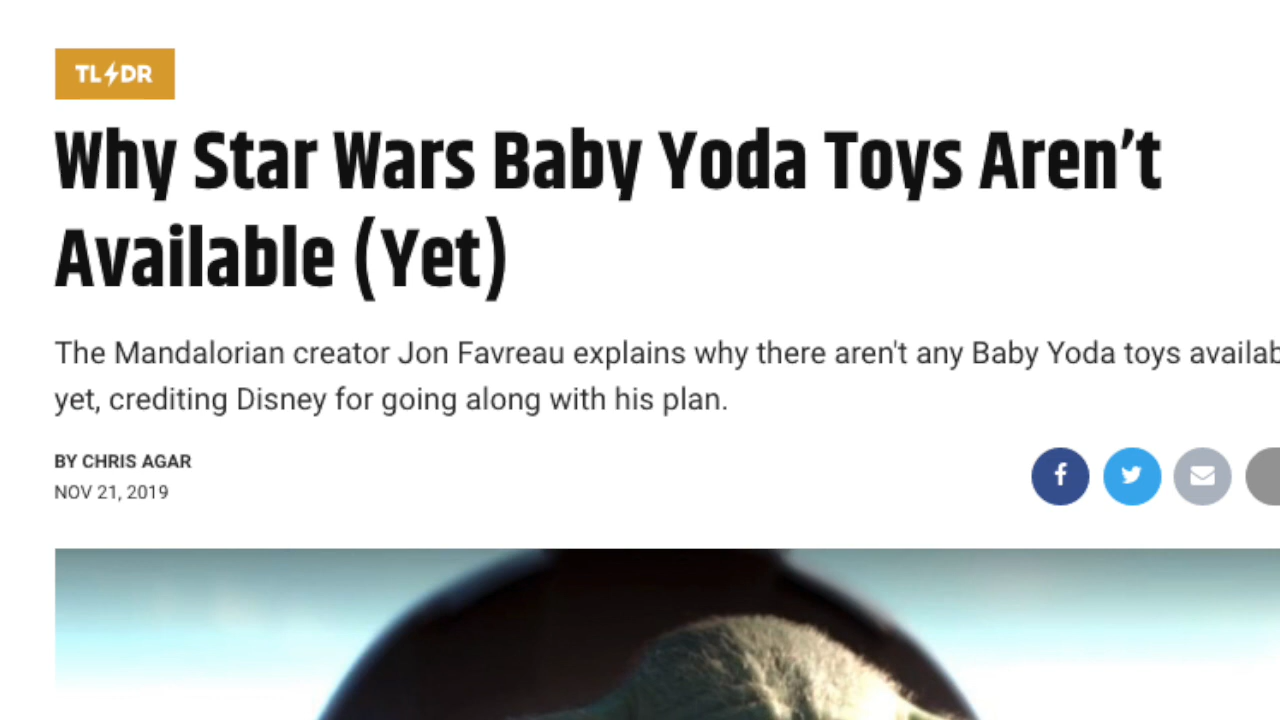 TL DR
Why Star Wars Baby Yoda Toys Aren’t
Available (Yet)
The Mandalorian creator Jon Favreau explains why there aren't any Baby Yoda toys availab
yet, crediting Disney for going along with his plan.
BY CHRIS AGAR
NOV 21, 2019